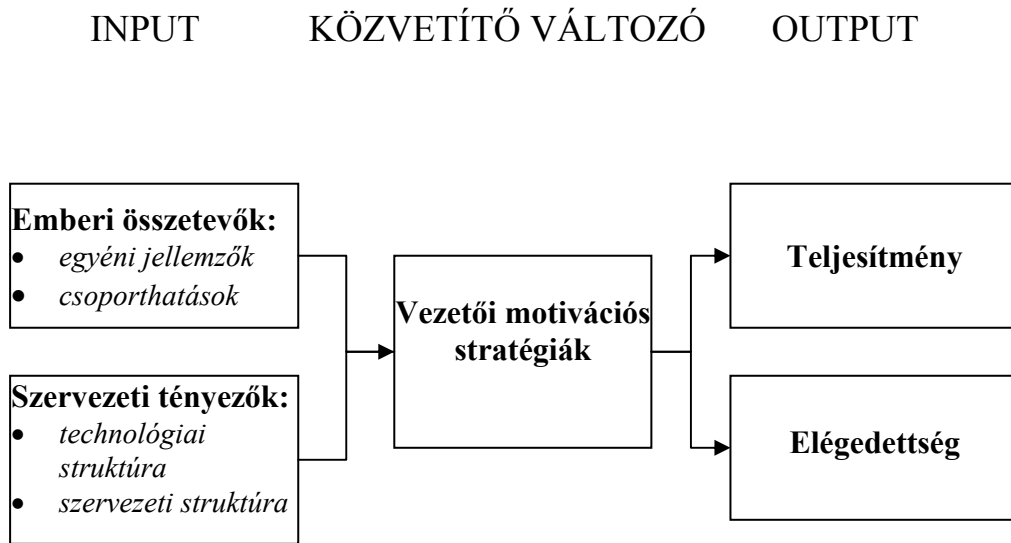 INPUT KÖZVETÍTŐ VÁLTOZÓ OUTPUT
Emberi összetevők:
• egyéni jellemzők
• csoporthatások
Szervezeti tényezők:
• technológiai
struktúra
• szervezeti struktúra
Vezetői motivációs
stratégiák
Teljesítmény
Elégedettség